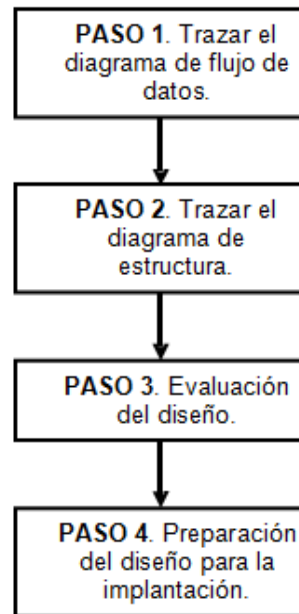 PASO 1. Trazar el
diagrama de flujo de
datos.
PASO 2. Trazar el
diagrama de
estructura.
PASO 3. Evaluación
del diseño.
PASO 4. Preparación
del diseño para la
implantación.